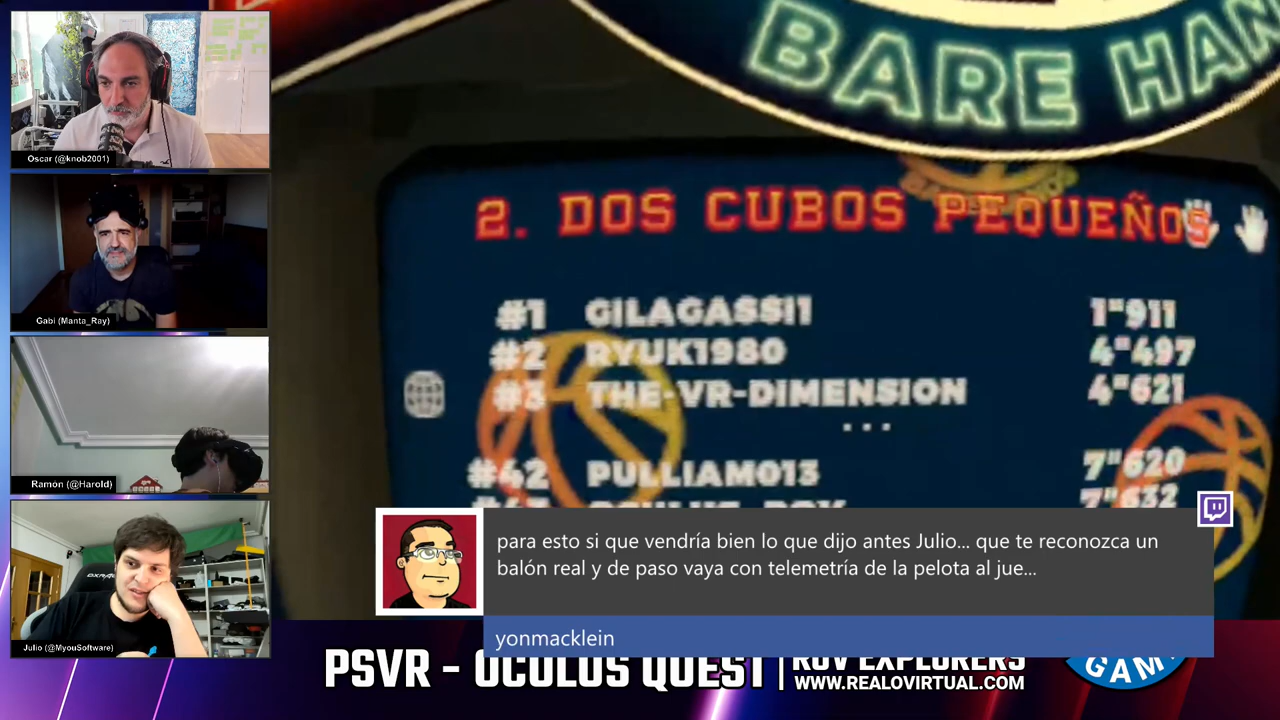 BARE HAN
2. DOS CUBOS PEQUEÑOS
#1 GILAGASSI1 1"911
#2 RYUK1980 4"497
#3 THE-VR-DIMENSION 4"621
...
#42 PULLIAM013 7"620
7"632
Oscar (@knob2001)
Gabi (Manta_Ray)
Ramón (@Harold)
Julio (@MyouSoftware)
para esto si que vendría bien lo que dijo antes Julio... que te reconozca un
balón real y de paso vaya con telemetría de la pelota al jue...
yonmacklein
PSVR - OCULUS QUEST | ROV EXPLORERS
WWW.REALOVIRTUAL.COM
GAM